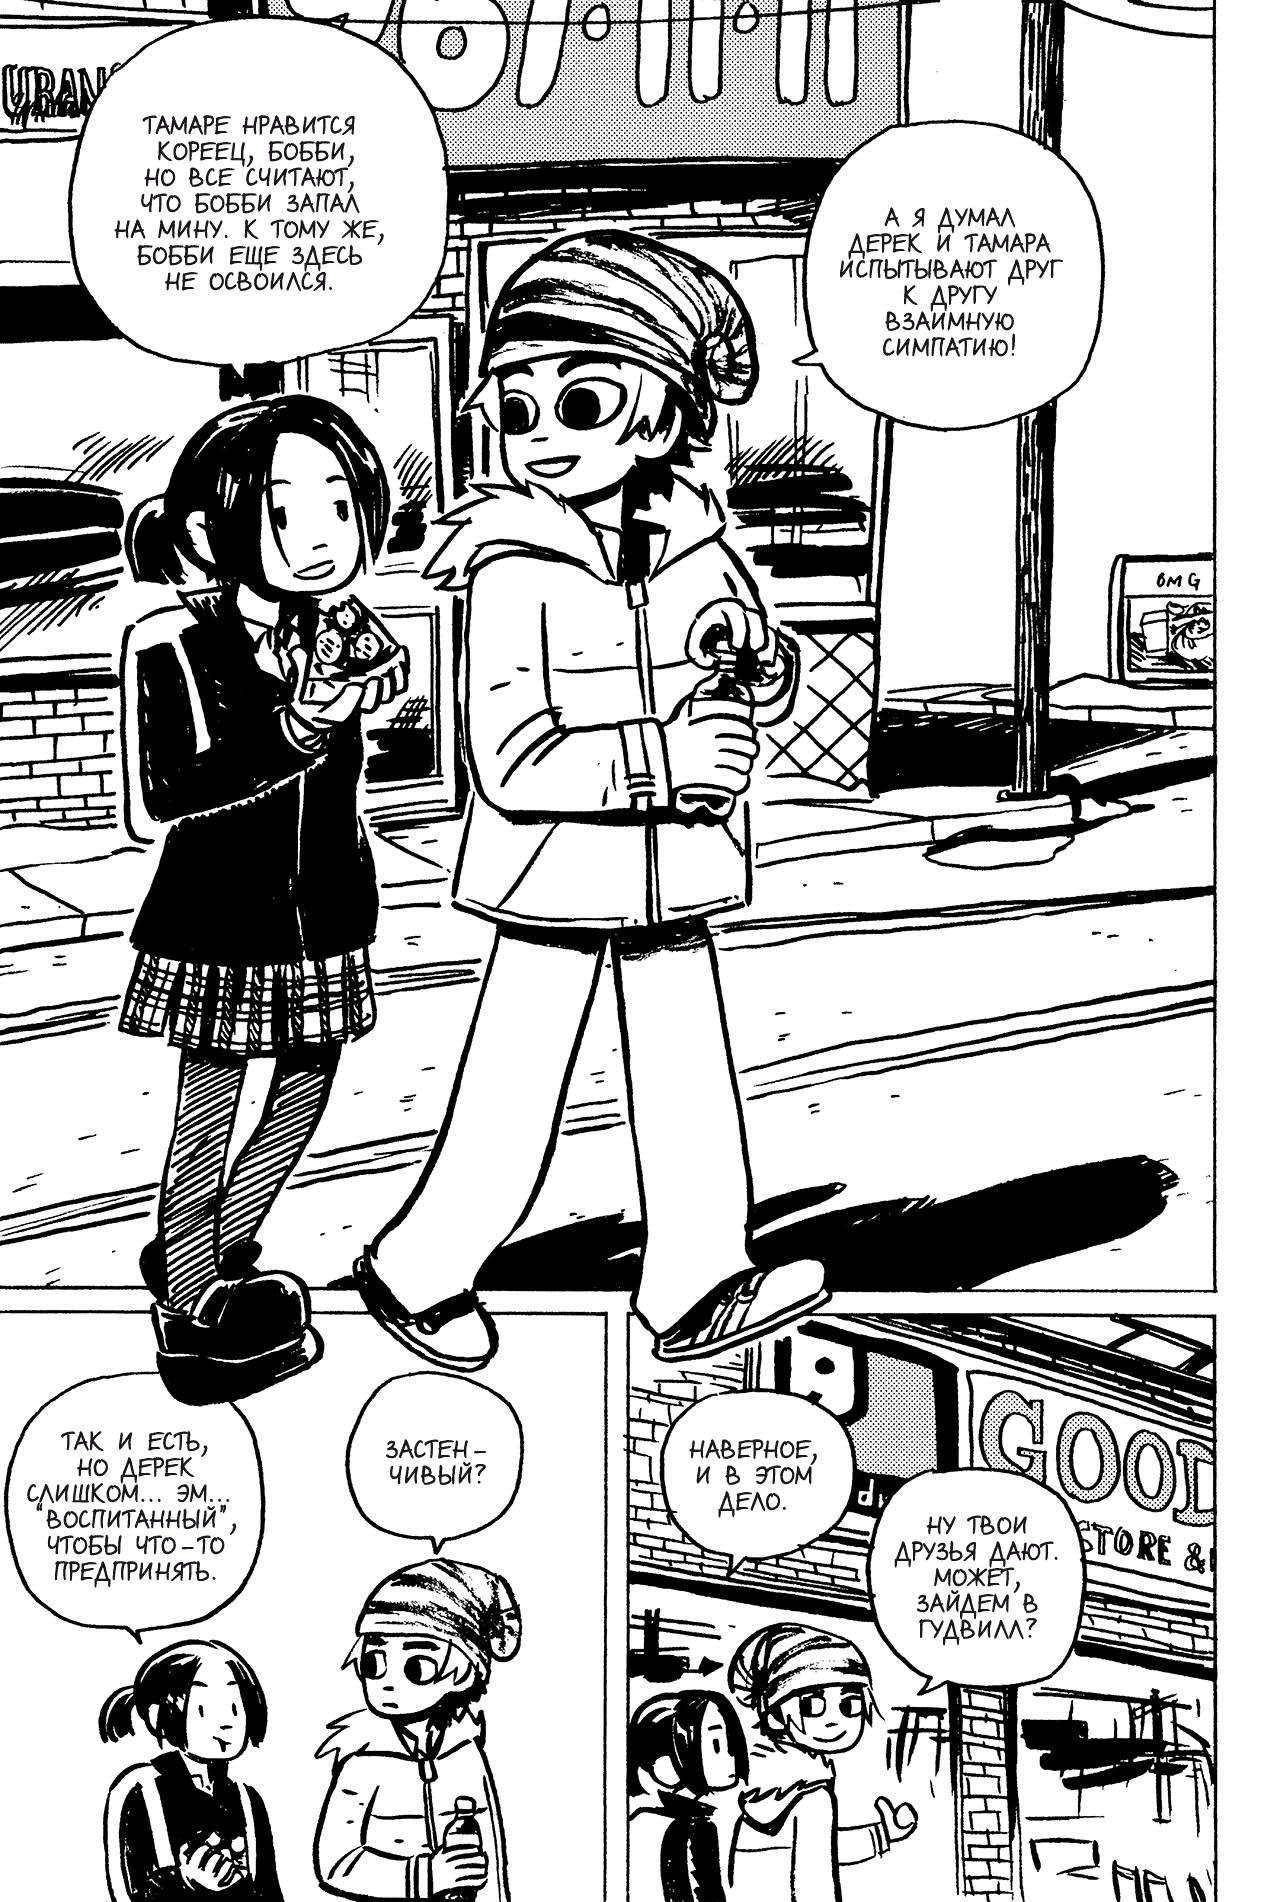 ТАМАРЕ НРАВИТСЯ
КОРЕЕЦ, БОББИ,
НО ВСЕ СЧИТАЮТ,
ЧТО БОББИ ЗАПАЛ
НА МИНУ. К ТОМУ ЖЕ,
БОББИ ЕЩЕ ЗДЕСЬ
НЕ ОСВОИЛСЯ.
А Я ДУМАЛ
ДЕРЕК И ТАМАРА
ИСПЫТЫВАЮТ ДРУГ
К ДРУГУ
ВЗАИМНУЮ
СИМПАТИЮ!
OMG
ТАК И ЕСТЬ,
НО ДЕРЕК
СЛИШКОМ... ЭМ...
"ВОСПИТАННЫЙ",
ЧТОБЫ ЧТО-ТО
ПРЕДПРИНЯТЬ.
ЗАСТЕН-
ЧИВЫЙ?
НАВЕРНОЕ,
И В ЭТОМ
ДЕЛО.
GOOD
STORE &
НУ ТВОИ
ДРУЗЬЯ ДАЮТ.
МОЖЕТ,
ЗАЙДЕМ В
ГУДВИЛЛ?